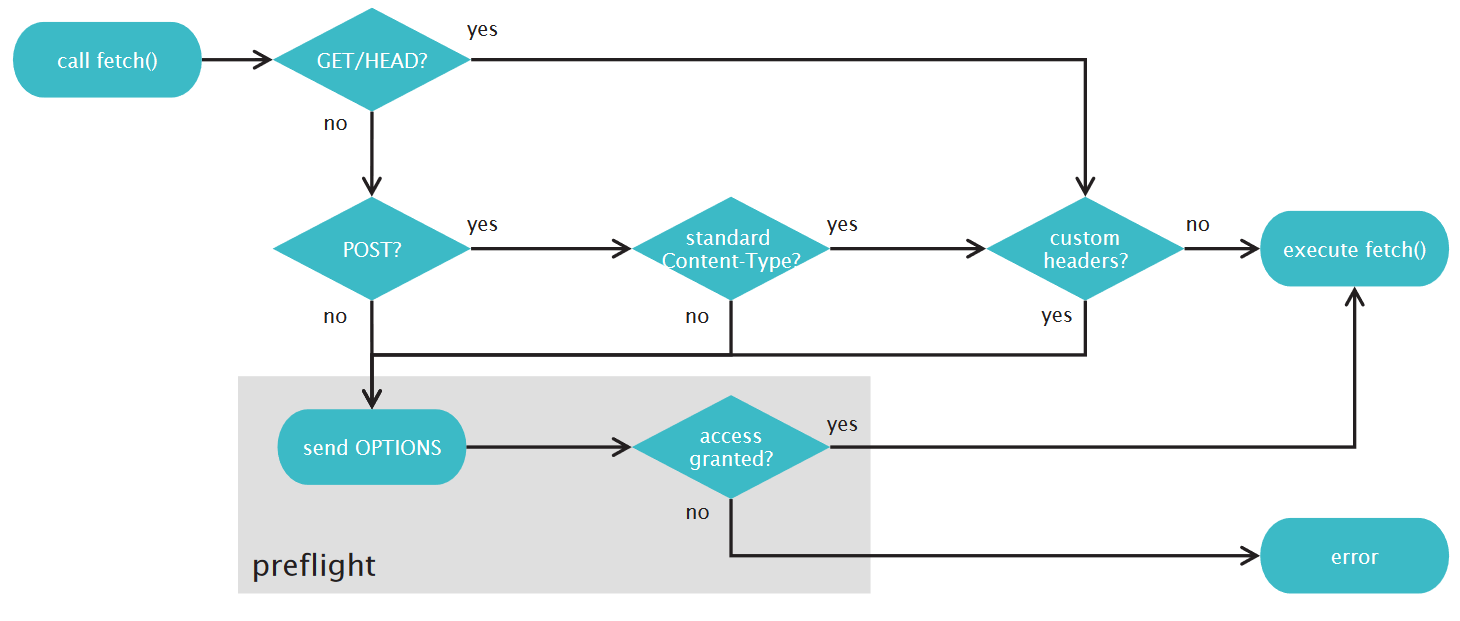 call fetch()
GET/HEAD?
yes
no
POST?
yes
standard
Content-Type?
yes
custom
headers?
no
execute fetch()
no
no
yes
send OPTIONS
access
granted?
yes
no
preflight
error